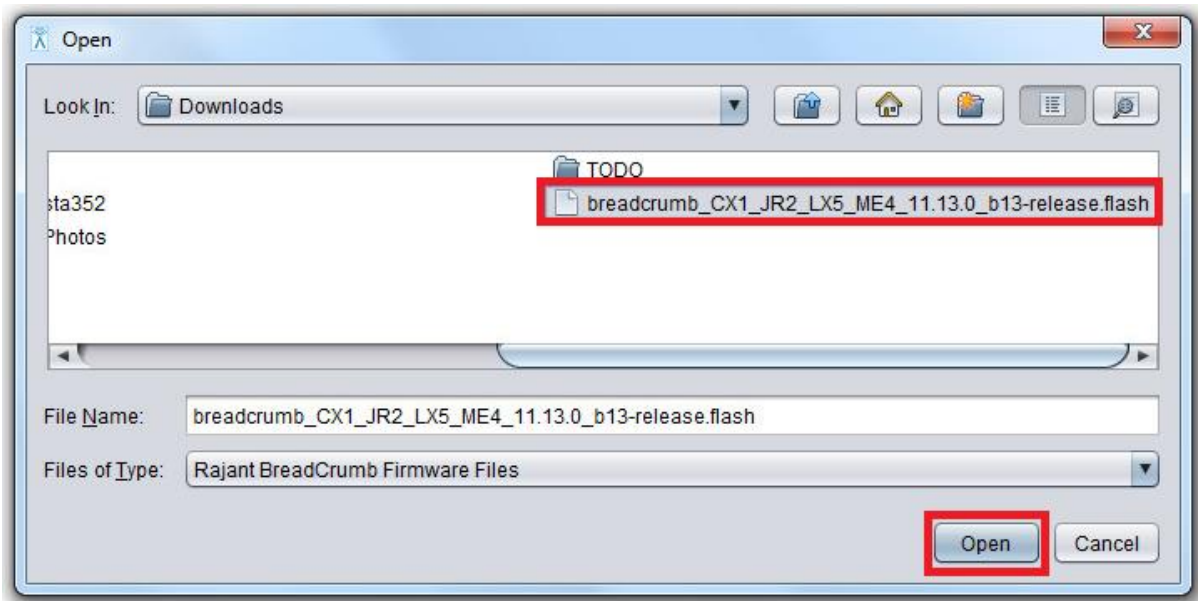 Open
Look In: Downloads
TODO
sta352 breadcrumb_CX1_JR2_LX5_ME4_11.13.0_b13-release.flash
Photos
File Name: breadcrumb_CX1_JR2_LX5_ME4_11.13.0_b13-release.flash
Files of Type: Rajant BreadCrumb Firmware Files
Open Cancel